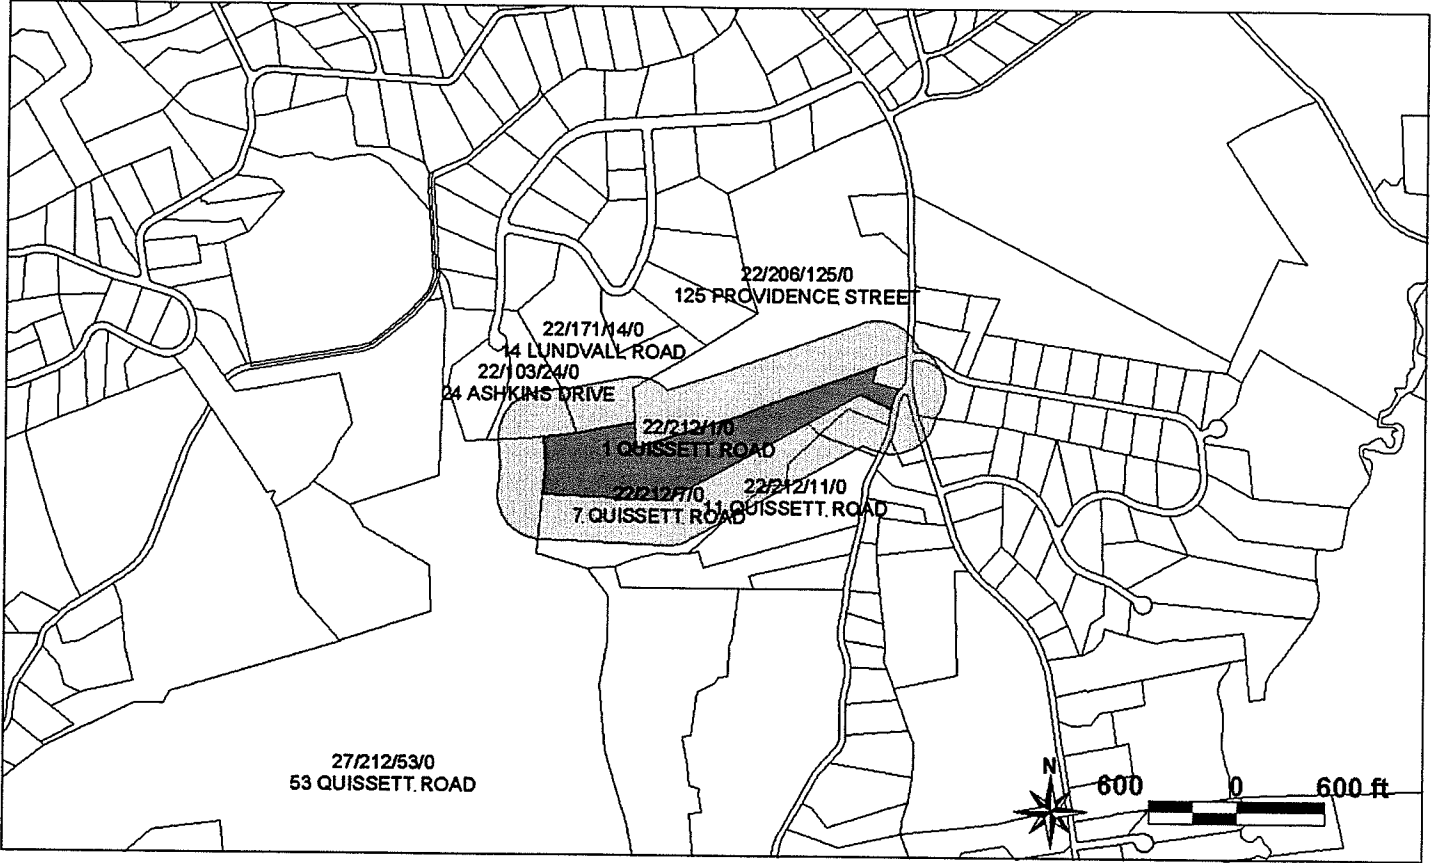 22/206/125/0
125 PROVIDENCE STREET
22/171/14/0
14 LUNDVALL ROAD
22/103/24/0
24 ASHKINS DRIVE
22/212/1/0
1 QUISSETT ROAD
22/212/7/0
7 QUISSETT ROAD
22/212/11/0
11 QUISSETT ROAD
27/212/53/0
53 QUISSETT ROAD
N
600 0 600 ft